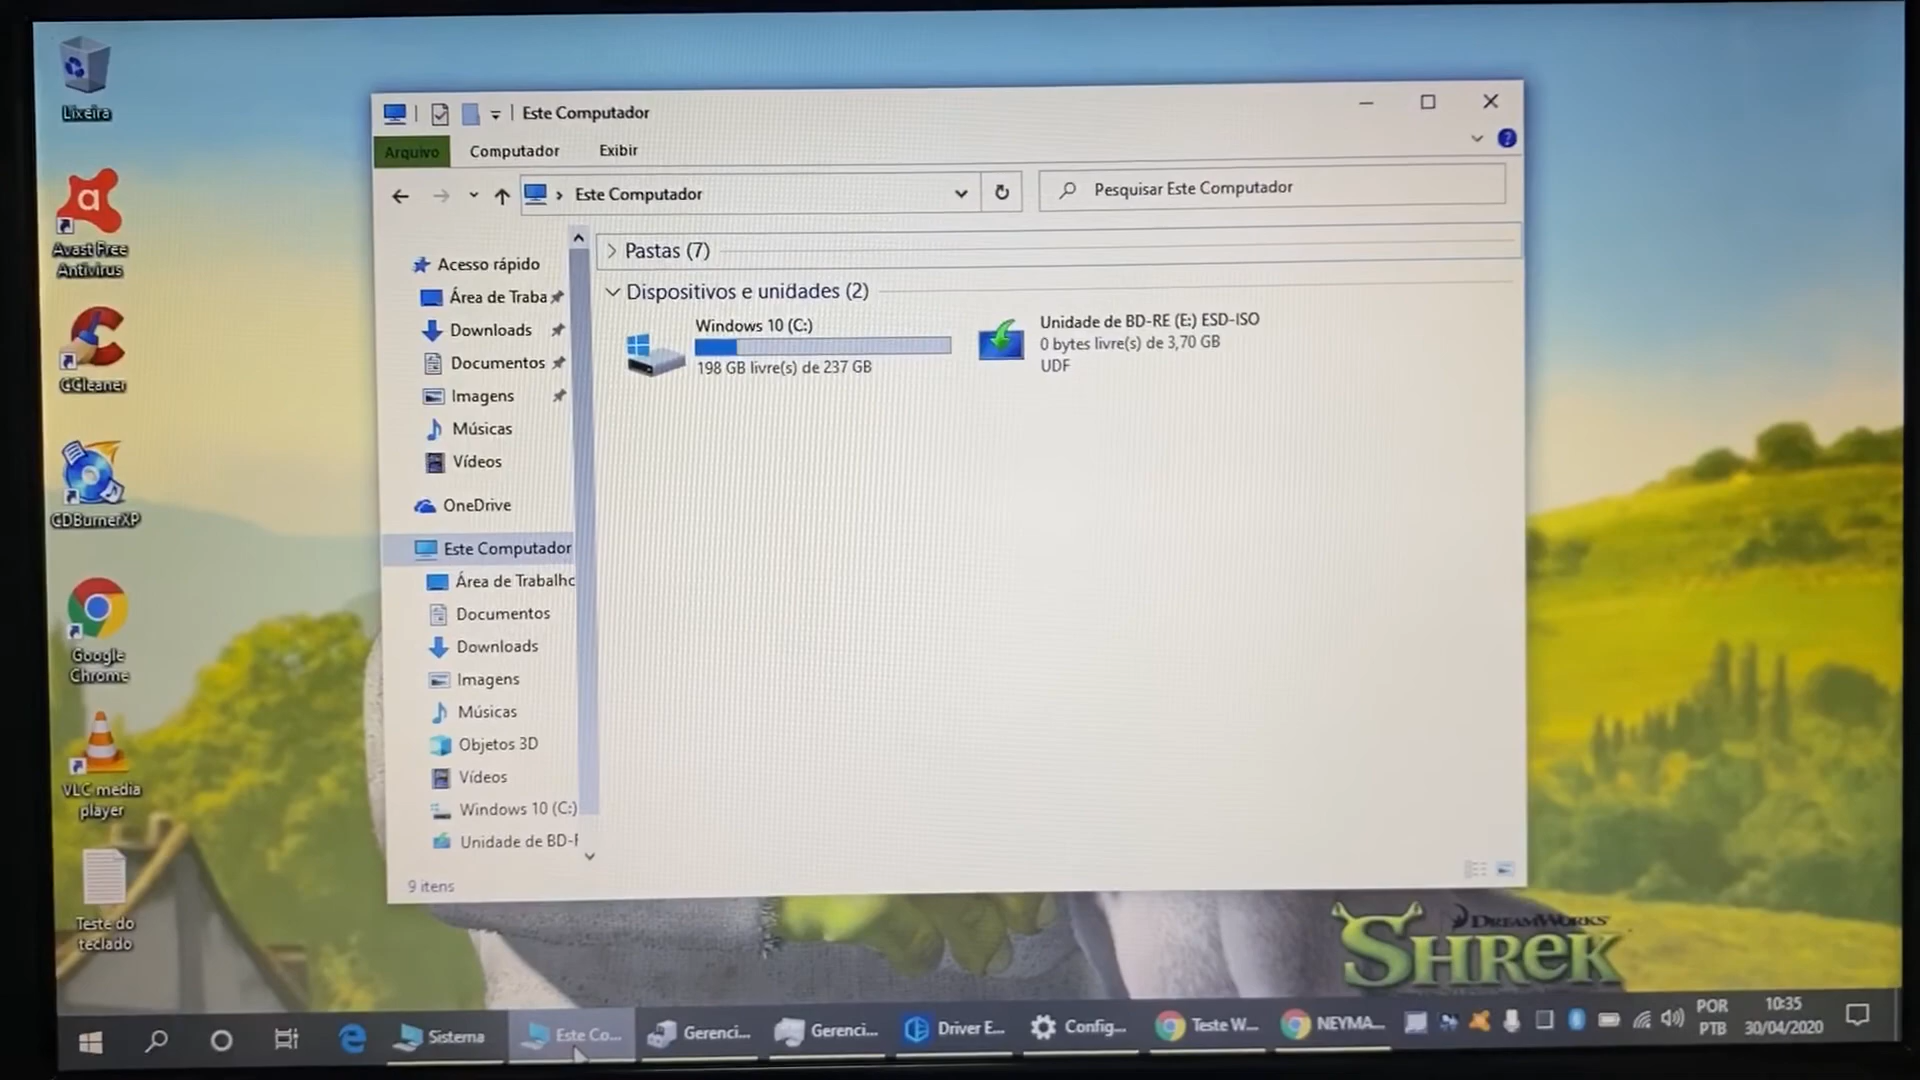 Lixeira
Avast Free
Antivirus
CCleaner
CDBurnerXP
Google
Chrome
VLC media
player
Teste do
teclado
Este Computador
Arquivo
Computador
Exibir
Este Computador
Pesquisar Este Computador
Acesso rápido
Área de Traba
Downloads
Documentos
Imagens
Músicas
Vídeos
OneDrive
Este Computador
Área de Trabalho
Documentos
Downloads
Imagens
Músicas
Objetos 3D
Vídeos
Windows 10 (C:)
Unidade de BD-R
9 itens
Pastas (7)
Dispositivos e unidades (2)
Windows 10 (C:)
198 GB livre(s) de 237 GB
Unidade de BD-RE (E:) ESD-ISO
0 bytes livre(s) de 3,70 GB
UDF
DREAMWORKS
SHREK
Sistema
Este Co...
Gerenci...
Gerenci...
Driver E...
Config...
Teste W...
NEYMA...
POR
PTB
10:35
30/04/2020